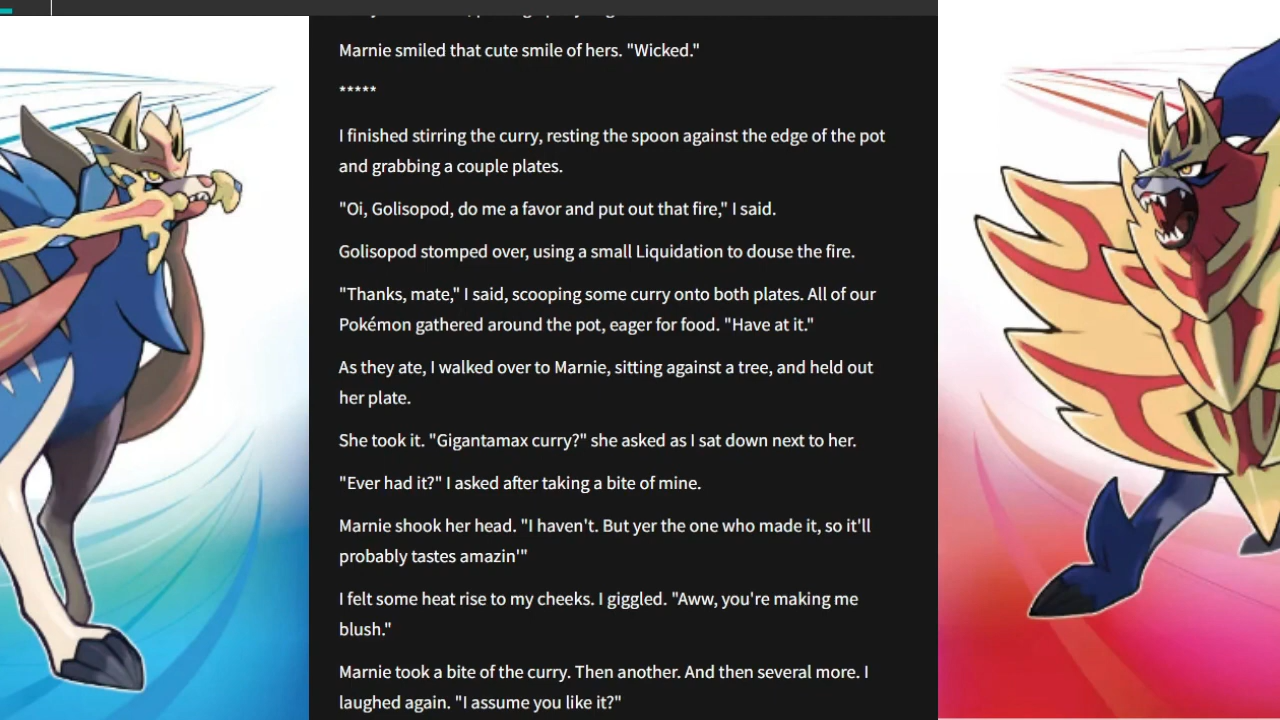 Marnie smiled that cute smile of hers. "Wicked."
*****
I finished stirring the curry, resting the spoon against the edge of the pot
and grabbing a couple plates.
"Oi, Golisopod, do me a favor and put out that fire," I said.
Golisopod stomped over, using a small Liquidation to douse the fire.
"Thanks, mate," I said, scooping some curry onto both plates. All of our
Pokémon gathered around the pot, eager for food. "Have at it."
As they ate, I walked over to Marnie, sitting against a tree, and held out
her plate.
She took it. "Gigantamax curry?" she asked as I sat down next to her.
"Ever had it?" I asked after taking a bite of mine.
Marnie shook her head. "I haven't. But yer the one who made it, so it'll
probably tastes amazin'"
I felt some heat rise to my cheeks. I giggled. "Aww, you're making me
blush."
Marnie took a bite of the curry. Then another. And then several more. I
laughed again. "I assume you like it?"